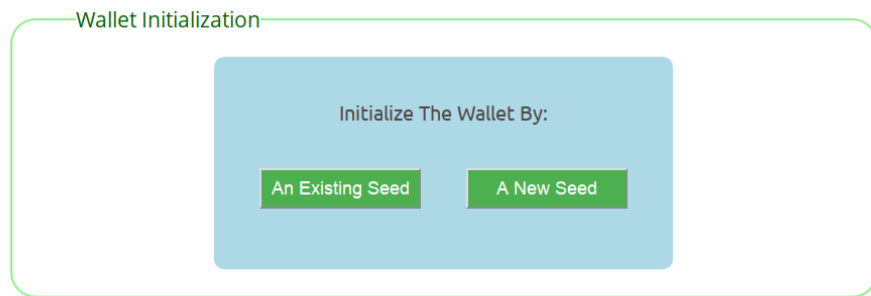 Wallet Initialization
Initialize The Wallet By:
An Existing Seed
A New Seed